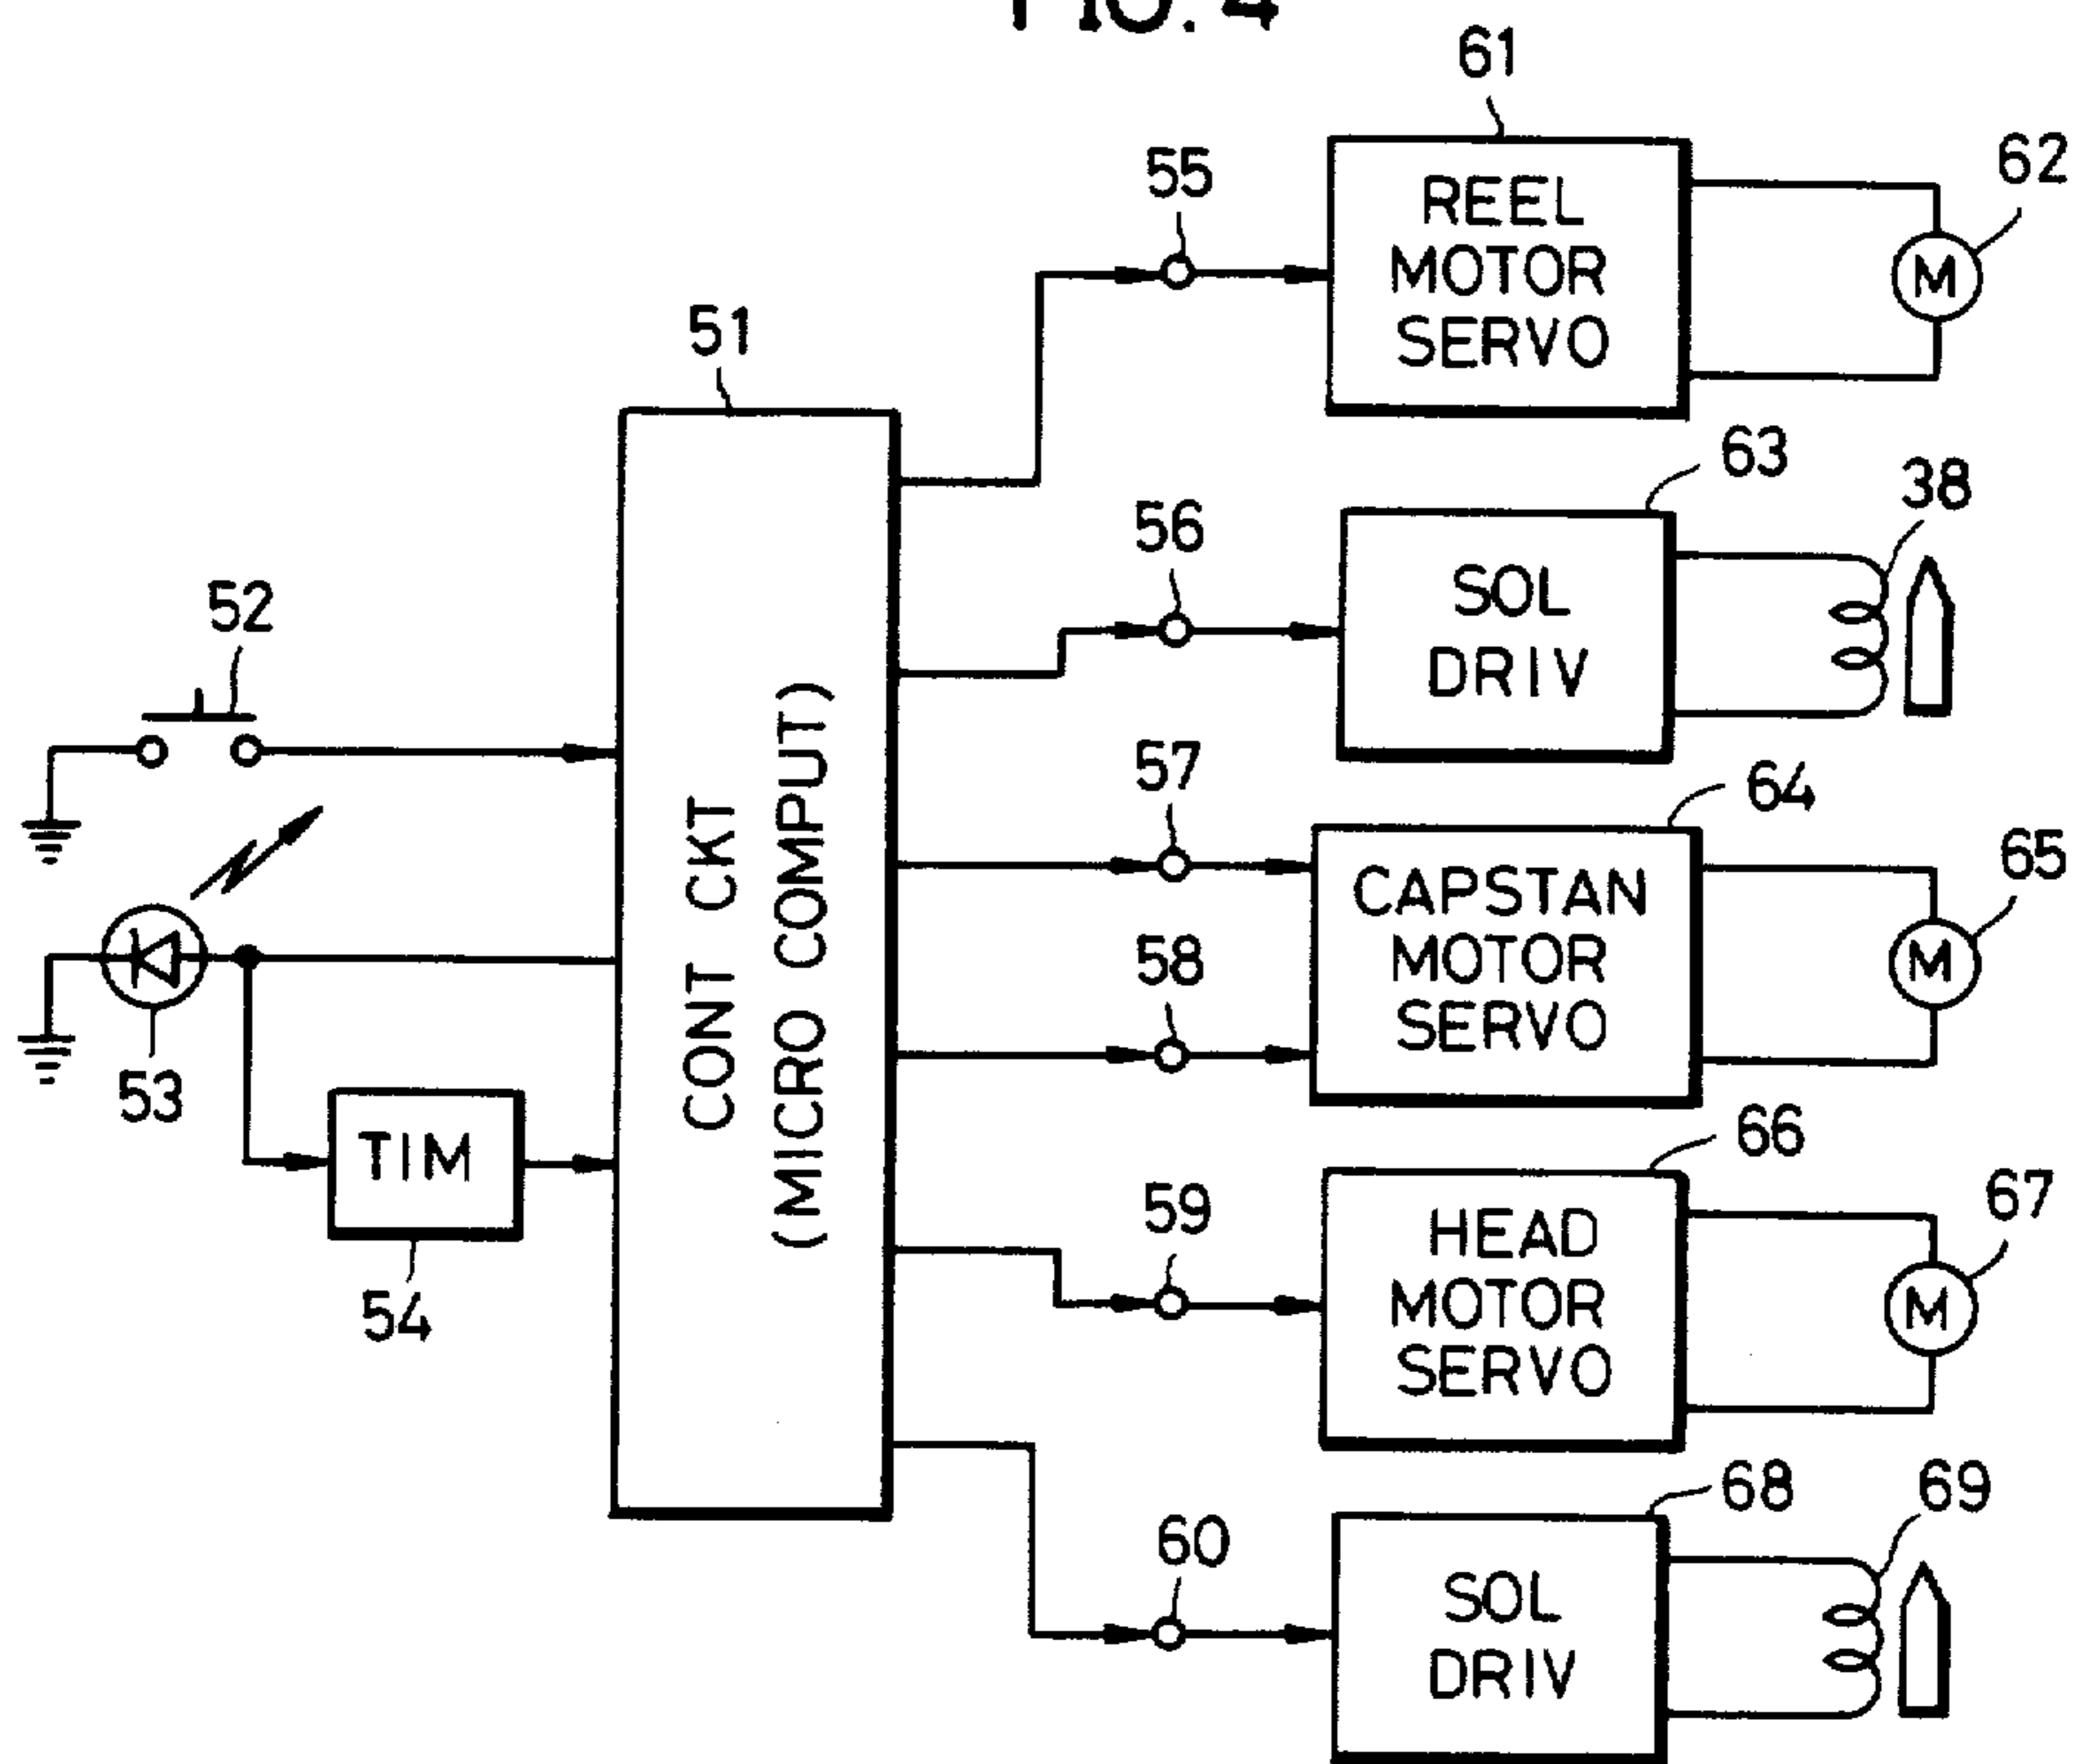 FIG. 4
61
62
55
REEL
MOTOR
SERVO
M
51
63
38
56
SOL
DRIV
52
57
64
65
CONT CKT
(MICRO COMPUT)
CAPSTAN
MOTOR
SERVO
M
58
53
TIM
54
66
67
59
HEAD
MOTOR
SERVO
M
68
69
60
SOL
DRIV